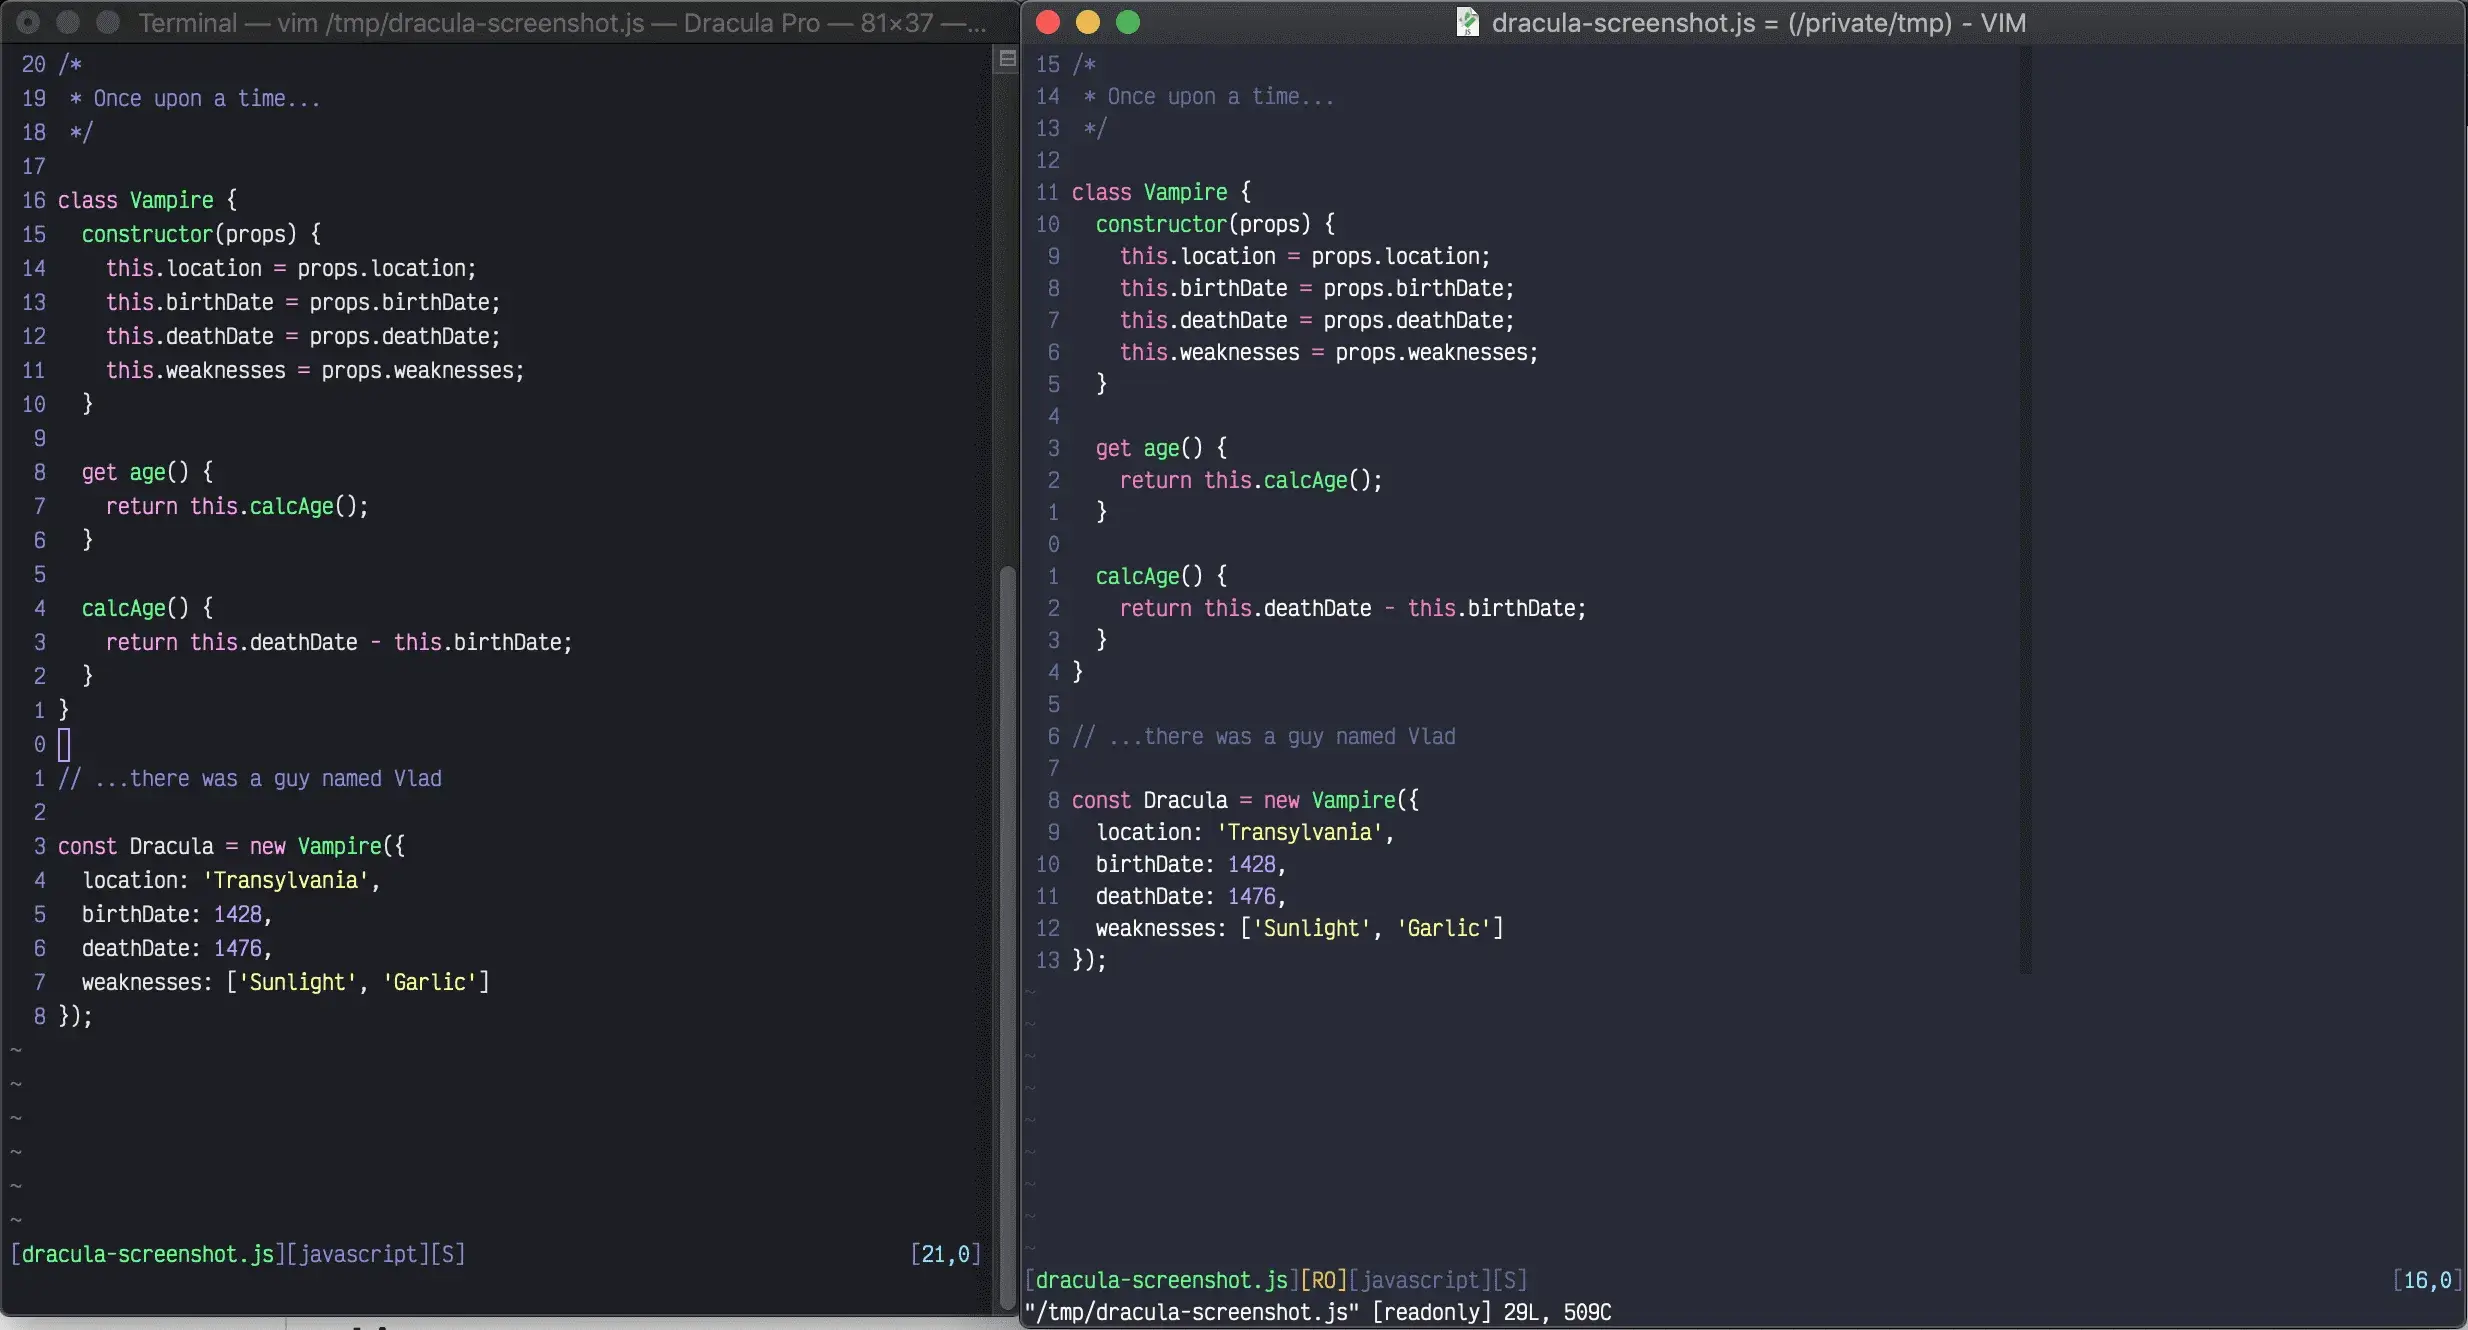 Terminal — vim /tmp/dracula-screenshot.js — Dracula Pro — 81×37 —...
20 /*
19  * Once upon a time...
18  */
17
16 class Vampire {
15   constructor(props) {
14     this.location = props.location;
13     this.birthDate = props.birthDate;
12     this.deathDate = props.deathDate;
11     this.weaknesses = props.weaknesses;
10   }
9
8   get age() {
7     return this.calcAge();
6   }
5
4   calcAge() {
3     return this.deathDate - this.birthDate;
2   }
1 }
0
1 // ...there was a guy named Vlad
2
3 const Dracula = new Vampire({
4   location: 'Transylvania',
5   birthDate: 1428,
6   deathDate: 1476,
7   weaknesses: ['Sunlight', 'Garlic']
8 });
~
~
~
~
~
~
[dracula-screenshot.js][javascript][S] [21,0]
dracula-screenshot.js = (/private/tmp) - VIM
15 /*
14  * Once upon a time...
13  */
12
11 class Vampire {
10   constructor(props) {
9     this.location = props.location;
8     this.birthDate = props.birthDate;
7     this.deathDate = props.deathDate;
6     this.weaknesses = props.weaknesses;
5   }
4
3   get age() {
2     return this.calcAge();
1   }
0
1   calcAge() {
2     return this.deathDate - this.birthDate;
3   }
4 }
5
6 // ...there was a guy named Vlad
7
8 const Dracula = new Vampire({
9   location: 'Transylvania',
10   birthDate: 1428,
11   deathDate: 1476,
12   weaknesses: ['Sunlight', 'Garlic']
13 });
~
~
~
~
~
~
~
~
~
[dracula-screenshot.js][RO][javascript][S] [16,0]
"/tmp/dracula-screenshot.js" [readonly] 29L, 509C